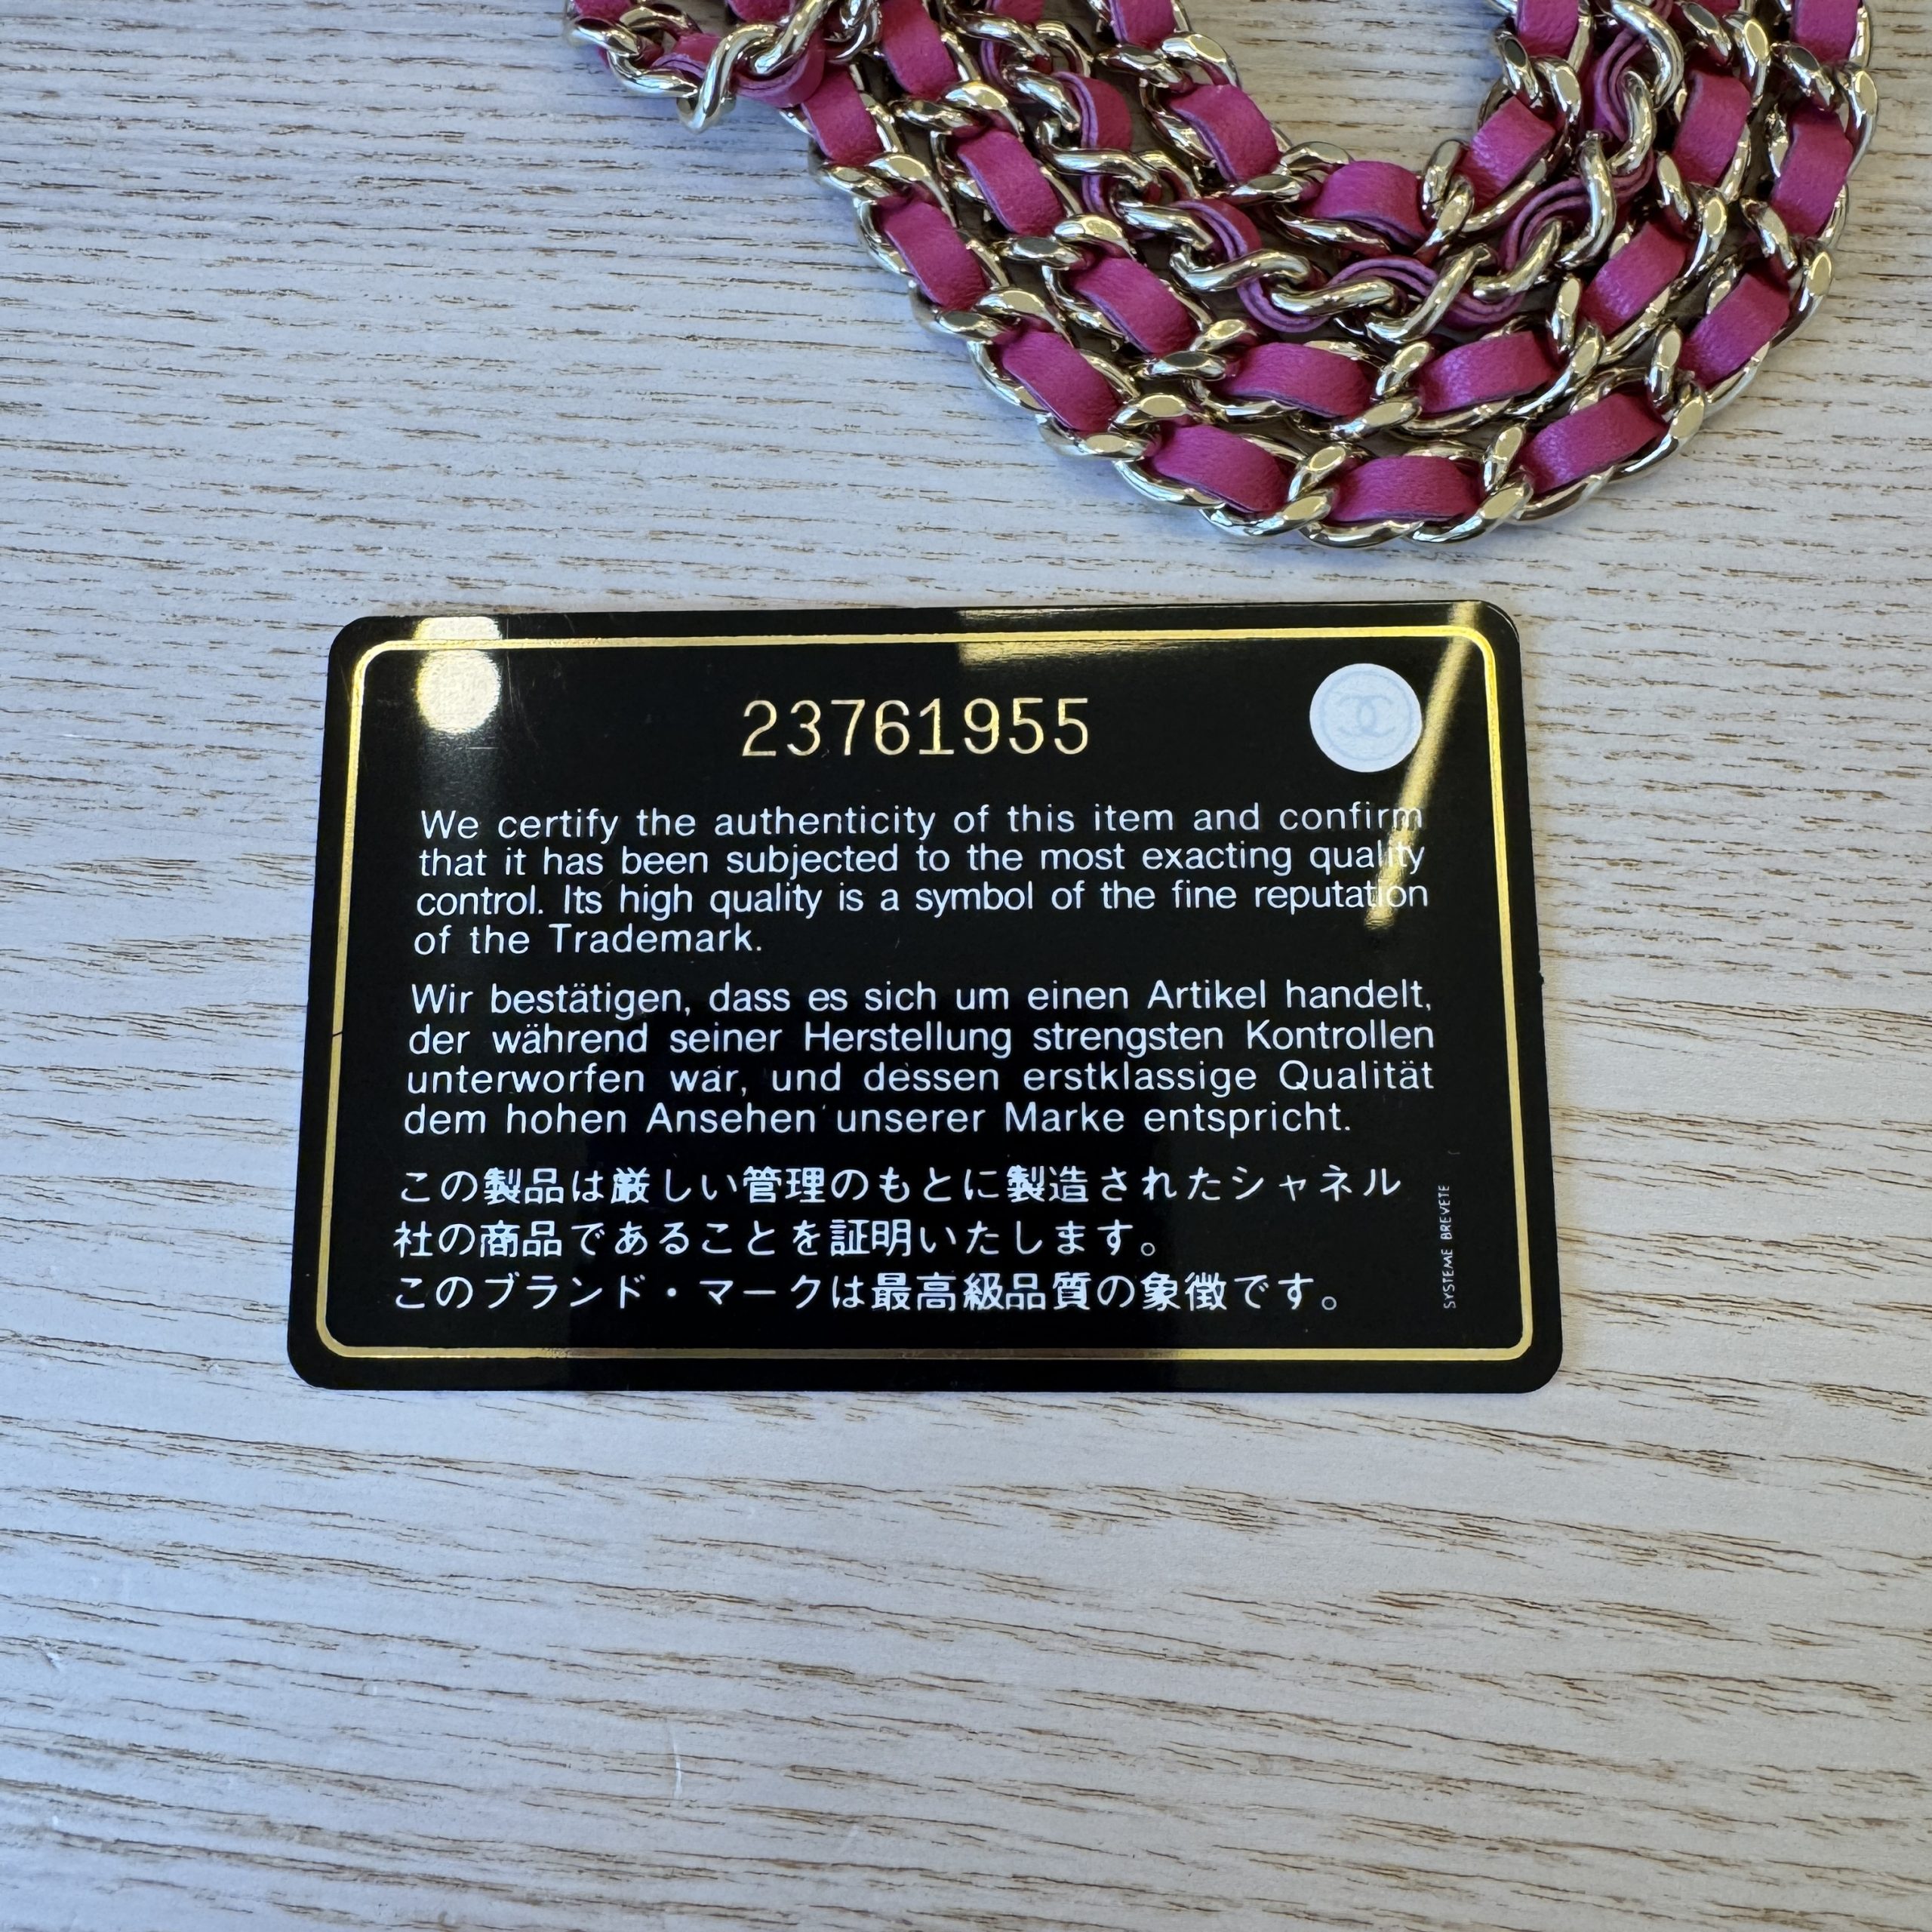 23761955
We certify the authenticity of this item and confirm
that it has been subjected to the most exacting quality
control. Its high quality is a symbol of the fine reputation
of the Trademark.
Wir bestätigen, dass es sich um einen Artikel handelt,
der während seiner Herstellung strengsten Kontrollen
unterworfen war, und dessen erstklassige Qualität
dem hohen Ansehen unserer Marke entspricht.
この製品は厳しい管理のもとに製造されたシャネル
社の商品であることを証明いたします。
このブランド・マークは最高級品質の象徴です。
SYSTEME BREVETE